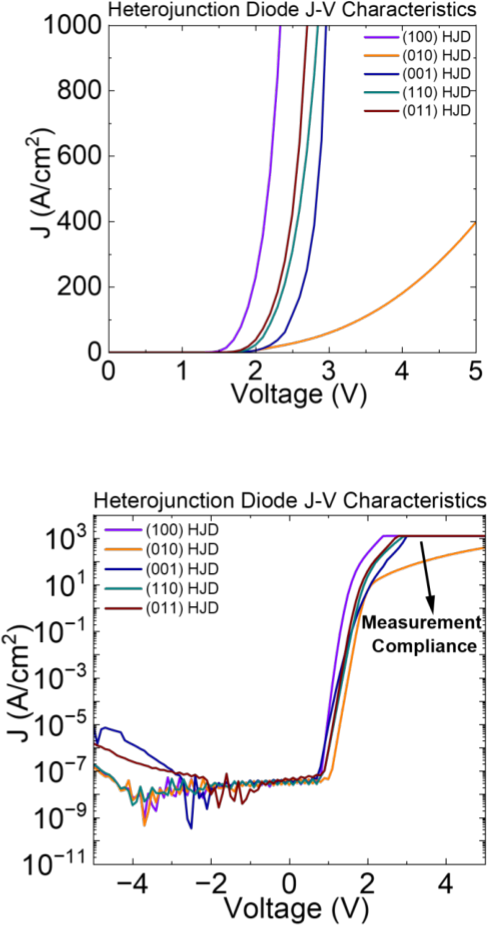 Heterojunction Diode J-V Characteristics
1000
800
600
400
200
0
J (A/cm²)
(100) HJD
(010) HJD
(001) HJD
(110) HJD
(011) HJD
0 1 2 3 4 5
Voltage (V)
Heterojunction Diode J-V Characteristics
10³
10¹
10⁻¹
10⁻³
10⁻⁵
10⁻⁷
10⁻⁹
10⁻¹¹
J (A/cm²)
(100) HJD
(010) HJD
(001) HJD
(110) HJD
(011) HJD
Measurement
Compliance
−4 −2 0 2 4
Voltage (V)